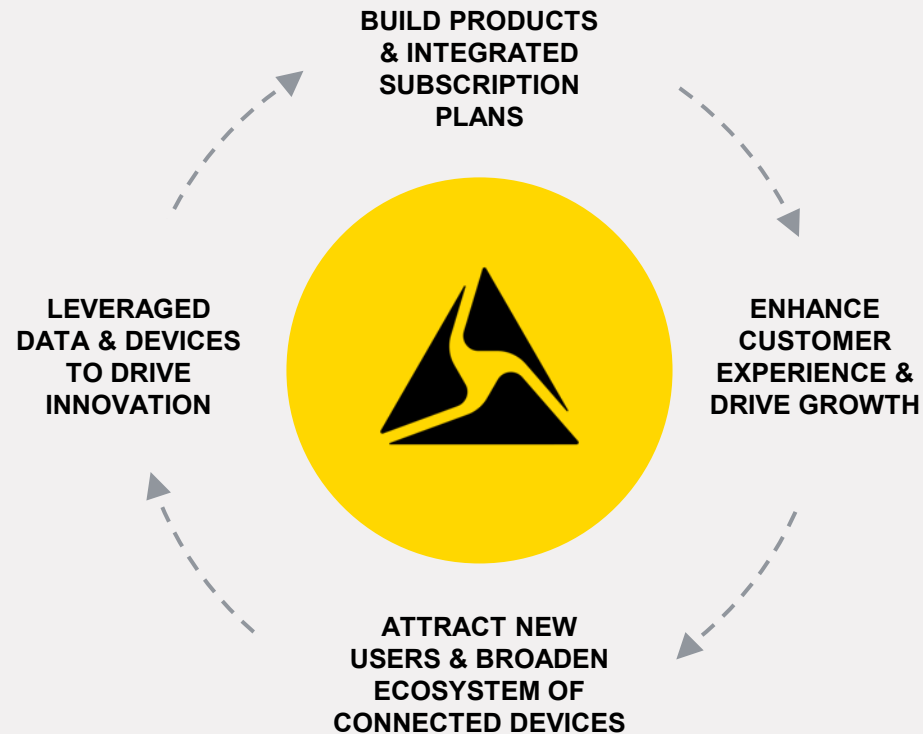 BUILD PRODUCTS
& INTEGRATED
SUBSCRIPTION
PLANS
ENHANCE
CUSTOMER
EXPERIENCE &
DRIVE GROWTH
ATTRACT NEW
USERS & BROADEN
ECOSYSTEM OF
CONNECTED DEVICES
LEVERAGED
DATA & DEVICES
TO DRIVE
INNOVATION